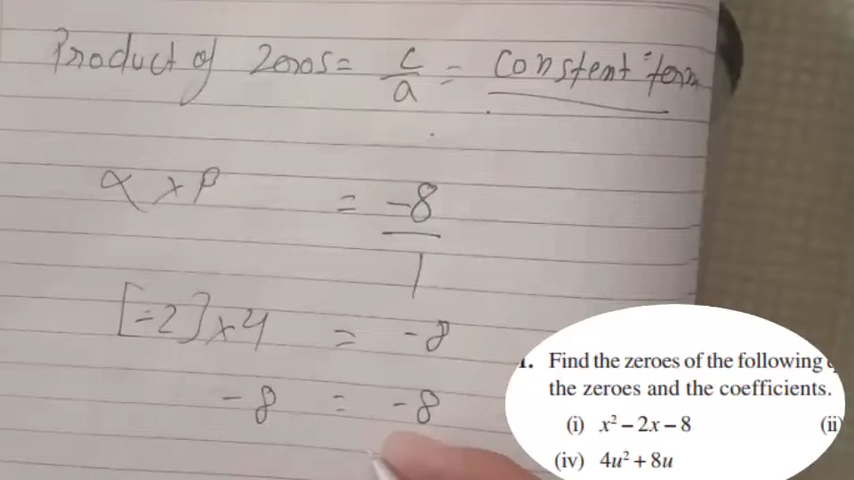 Product of Zeros = c/a = Constent term
α × β = -8/1
[-2] × 4 = -8
-8 = -8
1. Find the zeroes of the following
the zeroes and the coefficients.
(i) x² – 2x – 8 (ii)
(iv) 4u² + 8u